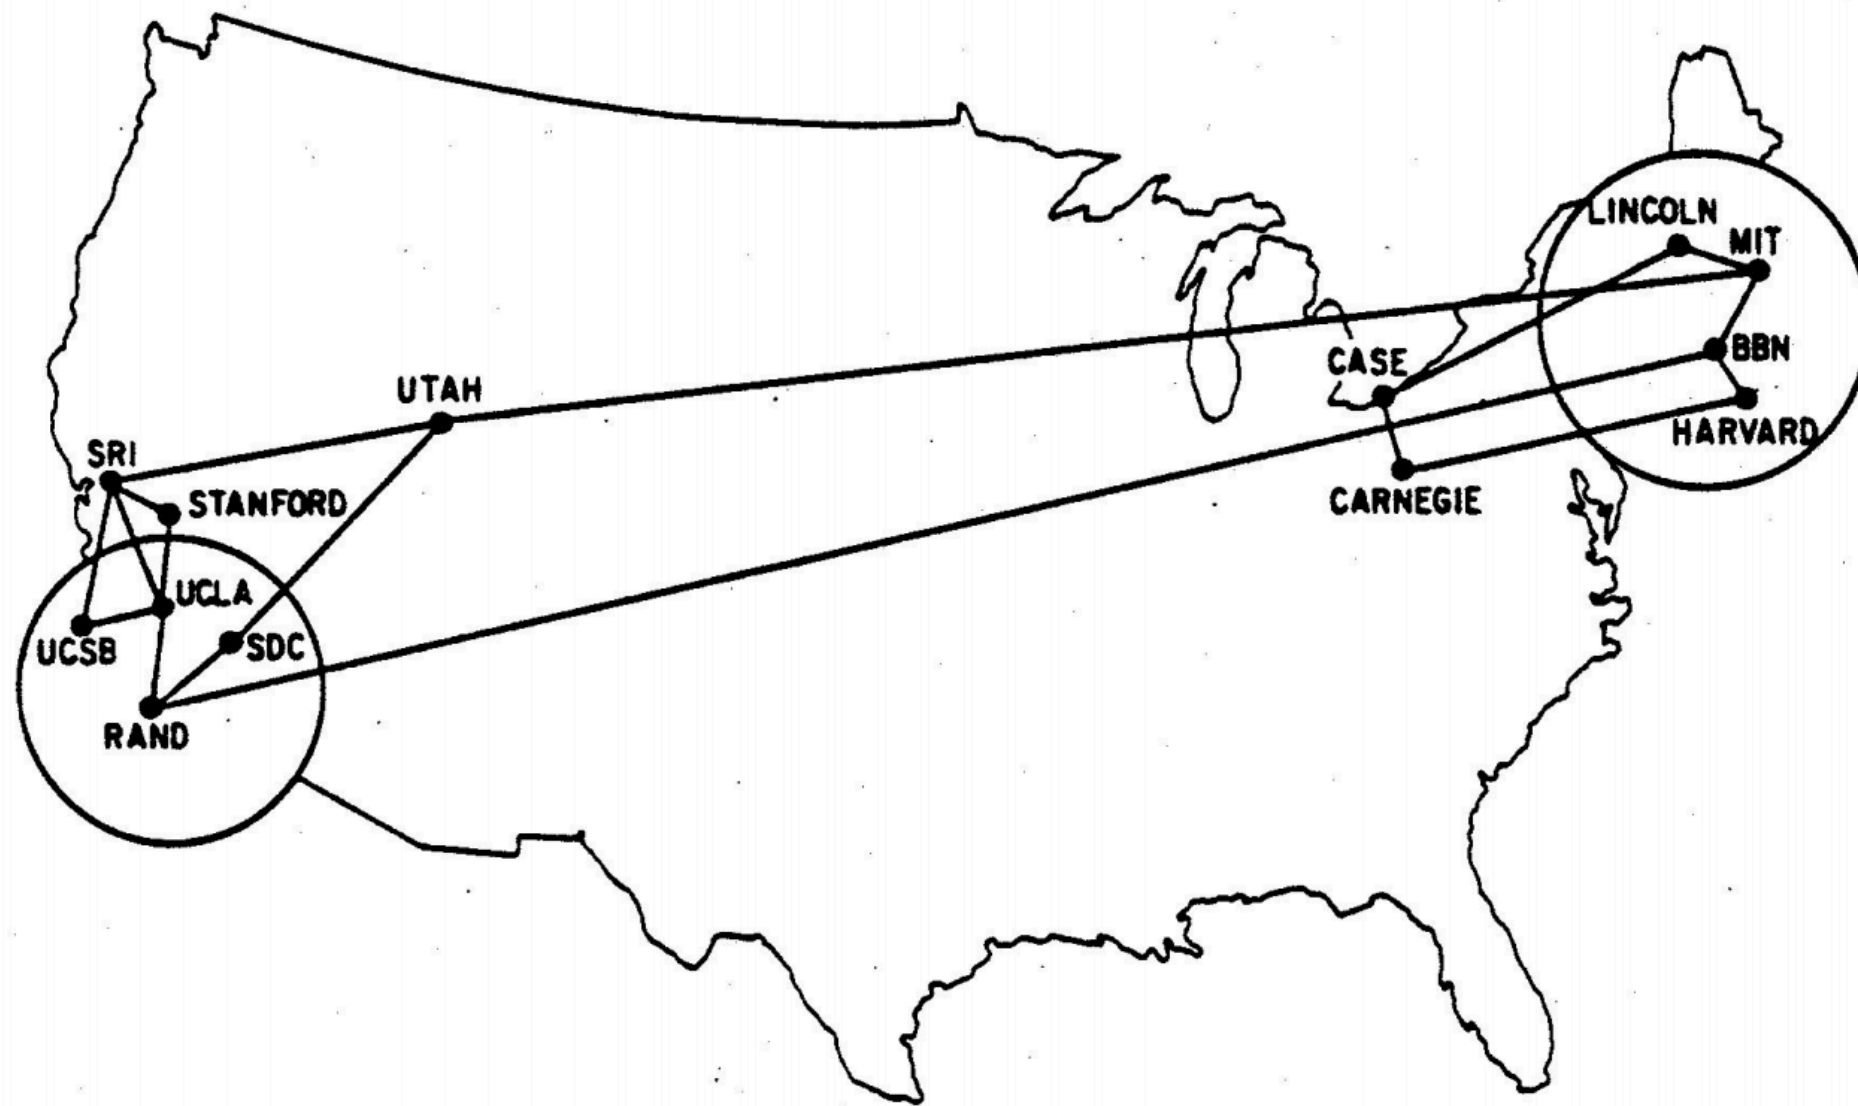 LINCOLN
MIT
BBN
CASE
HARVARD
CARNEGIE
UTAH
SRI
STANFORD
UCLA
UCSB
SDC
RAND